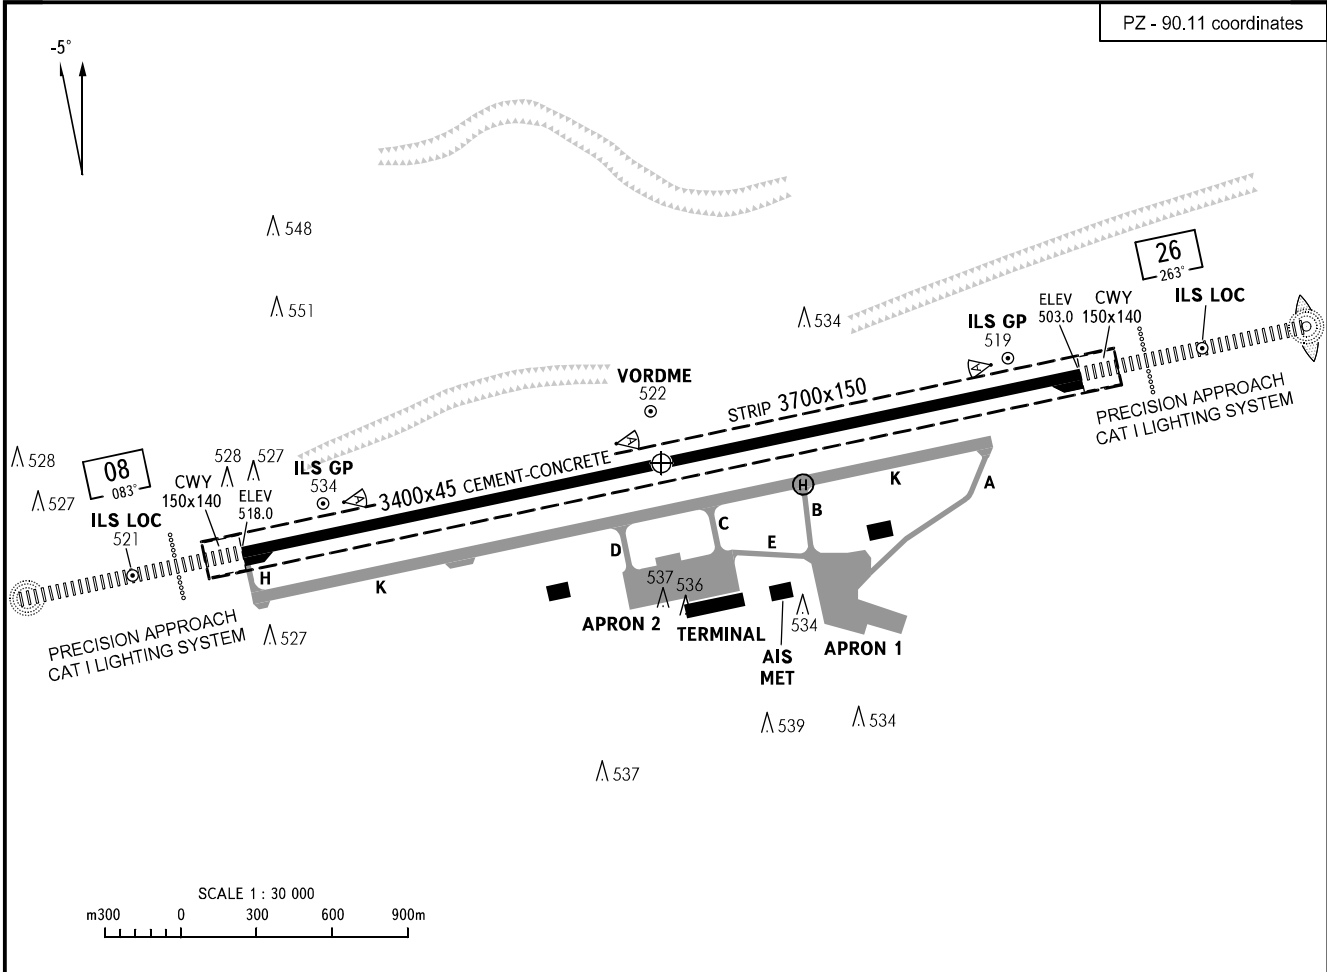 PZ - 90.11 coordinates
-5°
548
551
534
26
263°
ILS LOC
ELEV
503.0
CWY
150x140
ILS GP
519
VORDME
522
STRIP 3700x150
PRECISION APPROACH
CAT I LIGHTING SYSTEM
528
527
08
083°
ILS LOC
521
CWY
150x140
528
527
ELEV
518.0
ILS GP
534
3400x45 CEMENT-CONCRETE
H
K
A
B
C
D
E
H
K
537
536
534
APRON 2
TERMINAL
AIS
MET
APRON 1
PRECISION APPROACH
CAT I LIGHTING SYSTEM
527
539
534
537
SCALE 1 : 30 000
m300 0 300 600 900m
A
A
A